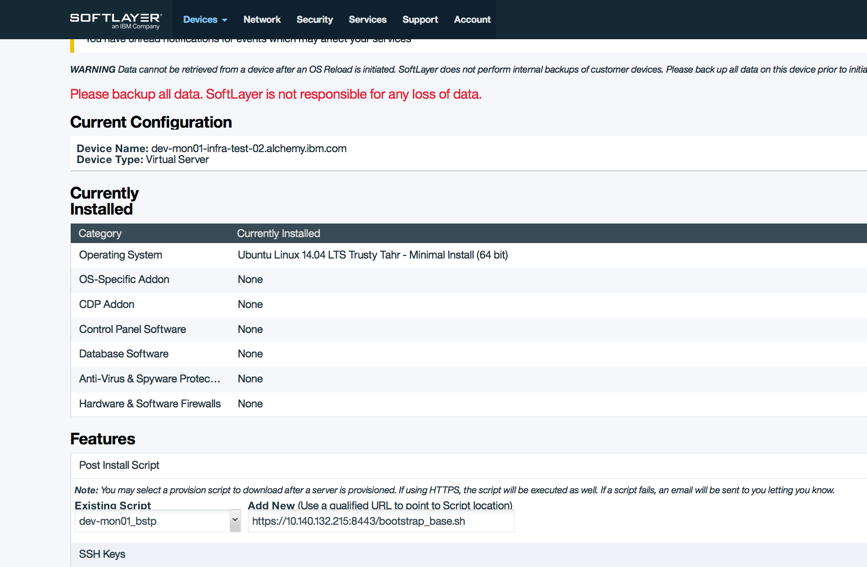 SOFTLAYER
an IBM Company
Devices Network Security Services Support Account
You have unread notifications for events which may affect your services
WARNING Data cannot be retrieved from a device after an OS Reload is initiated. SoftLayer does not perform internal backups of customer devices. Please back up all data on this device prior to initia
Please backup all data. SoftLayer is not responsible for any loss of data.
Current Configuration
Device Name: dev-mon01-infra-test-02.alchemy.ibm.com
Device Type: Virtual Server
Currently
Installed
Category Currently Installed
Operating System Ubuntu Linux 14.04 LTS Trusty Tahr - Minimal Install (64 bit)
OS-Specific Addon None
CDP Addon None
Control Panel Software None
Database Software None
Anti-Virus & Spyware Protec... None
Hardware & Software Firewalls None
Features
Post Install Script
Note: You may select a provision script to download after a server is provisioned. If using HTTPS, the script will be executed as well. If a script fails, an email will be sent to you letting you know.
Existing Script Add New (Use a qualified URL to point to Script location)
dev-mon01_bstp https://10.140.132.215:8443/bootstrap_base.sh
SSH Keys